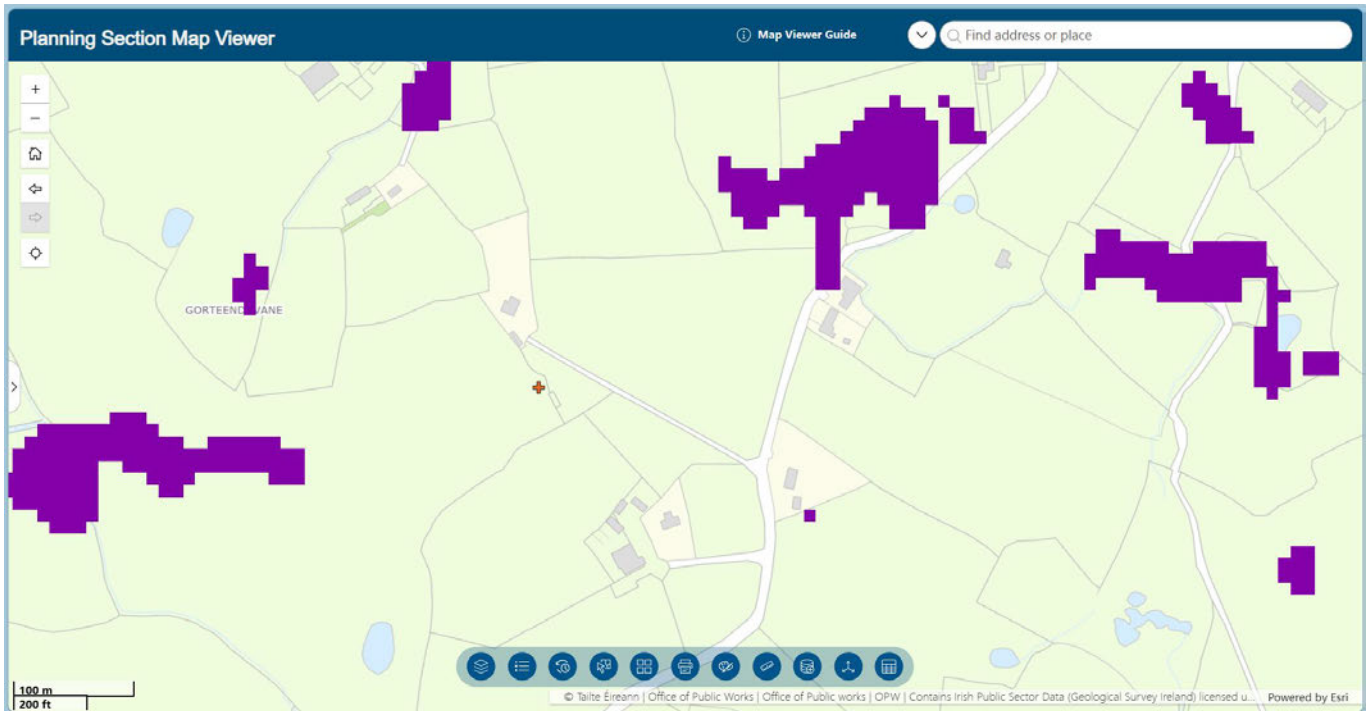 Planning Section Map Viewer
Map Viewer Guide
Find address or place
100 m
200 ft
© Tailte Éireann | Office of Public Works | Office of Public works | OPW | Contains Irish Public Sector Data (Geological Survey Ireland) licensed u...
Powered by Esri